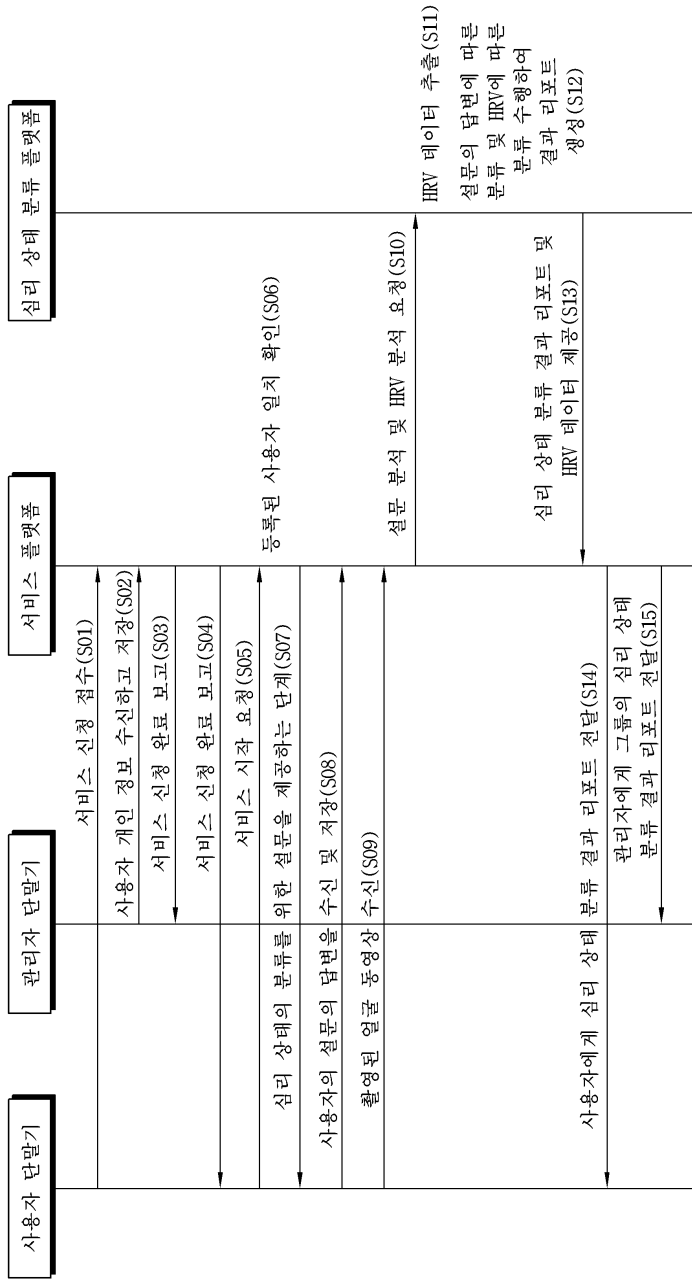 사용자 단말기
관리자 단말기
서비스 플랫폼
심리 상태 분류 플랫폼
서비스 신청 접수(S01)
사용자 개인 정보 수신하고 저장(S02)
서비스 신청 완료 보고(S03)
서비스 신청 완료 보고(S04)
서비스 시작 요청(S05)
등록된 사용자 일치 확인(S06)
심리 상태의 분류를 위한 설문을 제공하는 단계(S07)
사용자의 설문의 답변을 수신 및 저장(S08)
촬영된 얼굴 동영상 수신(S09)
설문 분석 및 HRV 분석 요청(S10)
HRV 데이터 추출(S11)
설문의 답변에 따른
분류 및 HRV에 따른
분류 수행하여
결과 리포트
생성(S12)
심리 상태 분류 결과 리포트 및
HRV 데이터 제공(S13)
사용자에게 심리 상태 분류 결과 리포트 전달(S14)
관리자에게 그룹의 심리 상태
분류 결과 리포트 전달(S15)